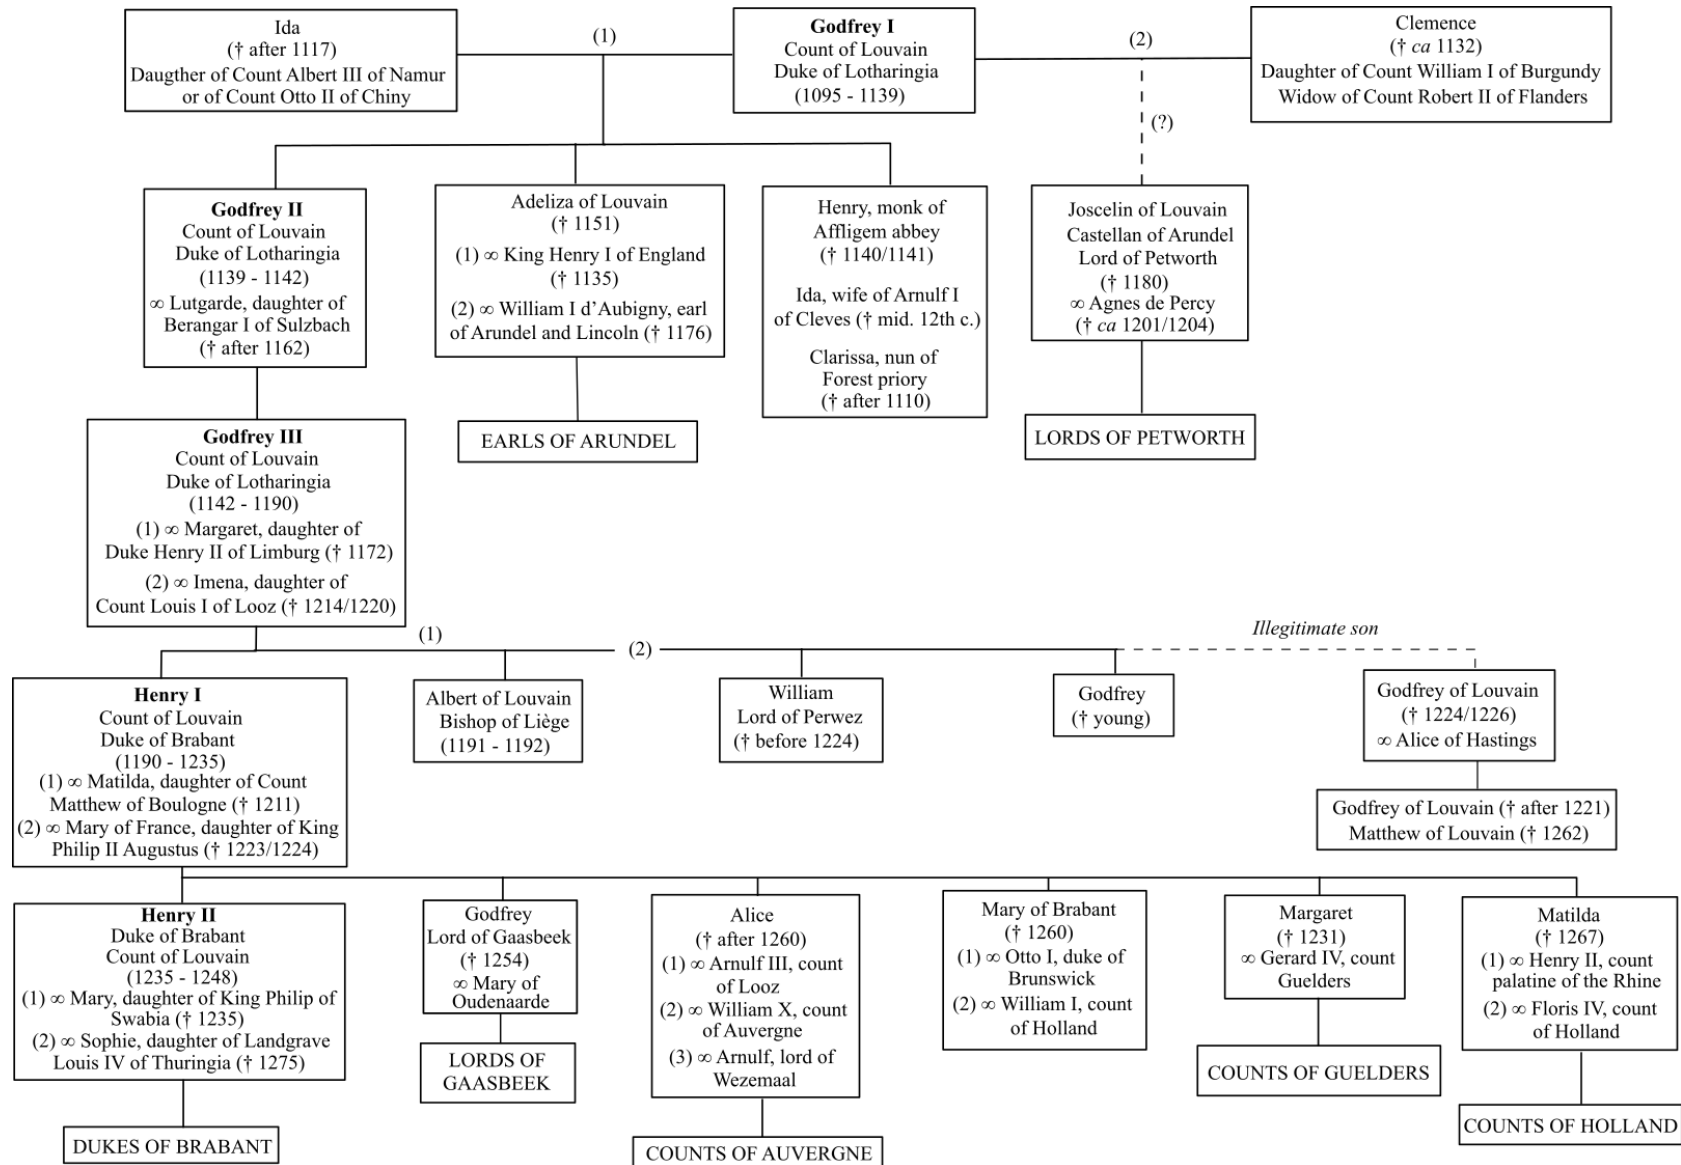 Ida
(† after 1117)
Daugther of Count Albert III of Namur
or of Count Otto II of Chiny
(1)
Godfrey I
Count of Louvain
Duke of Lotharingia
(1095 - 1139)
(2)
Clemence
(† ca 1132)
Daughter of Count William I of Burgundy
Widow of Count Robert II of Flanders
(?)
Godfrey II
Count of Louvain
Duke of Lotharingia
(1139 - 1142)
∞ Lutgarde, daughter of
Berangar I of Sulzbach
(† after 1162)
Adeliza of Louvain
(† 1151)
(1) ∞ King Henry I of England
(† 1135)
(2) ∞ William I d’Aubigny, earl
of Arundel and Lincoln († 1176)
Henry, monk of
Affligem abbey
(† 1140/1141)
Ida, wife of Arnulf I
of Cleves († mid. 12th c.)
Clarissa, nun of
Forest priory
(† after 1110)
Joscelin of Louvain
Castellan of Arundel
Lord of Petworth
(† 1180)
∞ Agnes de Percy
(† ca 1201/1204)
EARLS OF ARUNDEL
LORDS OF PETWORTH
Godfrey III
Count of Louvain
Duke of Lotharingia
(1142 - 1190)
(1) ∞ Margaret, daughter of
Duke Henry II of Limburg († 1172)
(2) ∞ Imena, daughter of
Count Louis I of Looz († 1214/1220)
(1)
(2)
Illegitimate son
Henry I
Count of Louvain
Duke of Brabant
(1190 - 1235)
(1) ∞ Matilda, daughter of Count
Matthew of Boulogne († 1211)
(2) ∞ Mary of France, daughter of King
Philip II Augustus († 1223/1224)
Albert of Louvain
Bishop of Liège
(1191 - 1192)
William
Lord of Perwez
(† before 1224)
Godfrey
(† young)
Godfrey of Louvain
(† 1224/1226)
∞ Alice of Hastings
Godfrey of Louvain († after 1221)
Matthew of Louvain († 1262)
Henry II
Duke of Brabant
Count of Louvain
(1235 - 1248)
(1) ∞ Mary, daughter of King Philip of
Swabia († 1235)
(2) ∞ Sophie, daughter of Landgrave
Louis IV of Thuringia († 1275)
Godfrey
Lord of Gaasbeek
(† 1254)
∞ Mary of
Oudenaarde
Alice
(† after 1260)
(1) ∞ Arnulf III, count
of Looz
(2) ∞ William X, count
of Auvergne
(3) ∞ Arnulf, lord of
Wezemaal
Mary of Brabant
(† 1260)
(1) ∞ Otto I, duke of
Brunswick
(2) ∞ William I, count
of Holland
Margaret
(† 1231)
∞ Gerard IV, count
Guelders
Matilda
(† 1267)
(1) ∞ Henry II, count
palatine of the Rhine
(2) ∞ Floris IV, count
of Holland
DUKES OF BRABANT
LORDS OF
GAASBEEK
COUNTS OF AUVERGNE
COUNTS OF GUELDERS
COUNTS OF HOLLAND